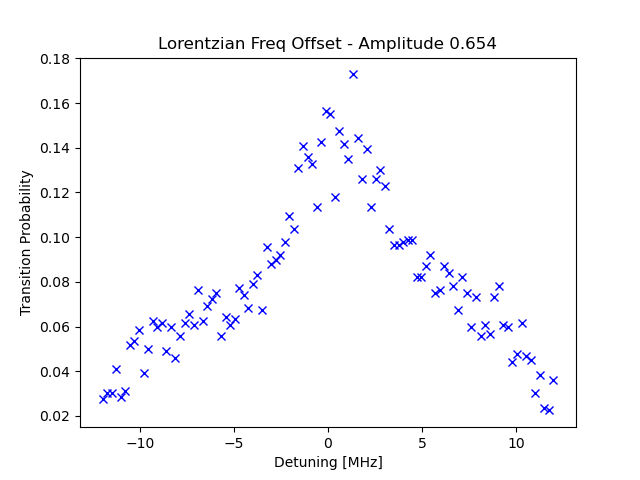 Lorentzian Freq Offset - Amplitude 0.654
0.18
0.16
0.14
0.12
0.10
0.08
0.06
0.04
0.02
Transition Probability
−10 −5 0 5 10
Detuning [MHz]